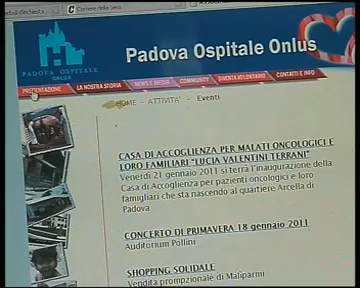 Corriere della Sera
Padova Ospitale Onlus
PADOVA OSPITALE
ONLUS
PRESENTAZIONE LA NOSTRA STORIA NEWS E MEDIA COMMUNITY DIVENTA VOLONTARIO CONTATTI E INFO
HOME - ATTIVITA' - Eventi
CASA DI ACCOGLIENZA PER MALATI ONCOLOGICI E
LORO FAMILIARI "LUCIA VALENTINI TERRANI"
Venerdì 21 gennaio 2011 si terrà l'inaugurazione della
Casa di Accoglienza per pazienti oncologici e loro
famigliari che sta nascendo al quartiere Arcella di
Padova
CONCERTO DI PRIMAVERA 18 gennaio 2011
Auditorium Pollini
SHOPPING SOLIDALE
Vendita prompzionale di Maliparmi